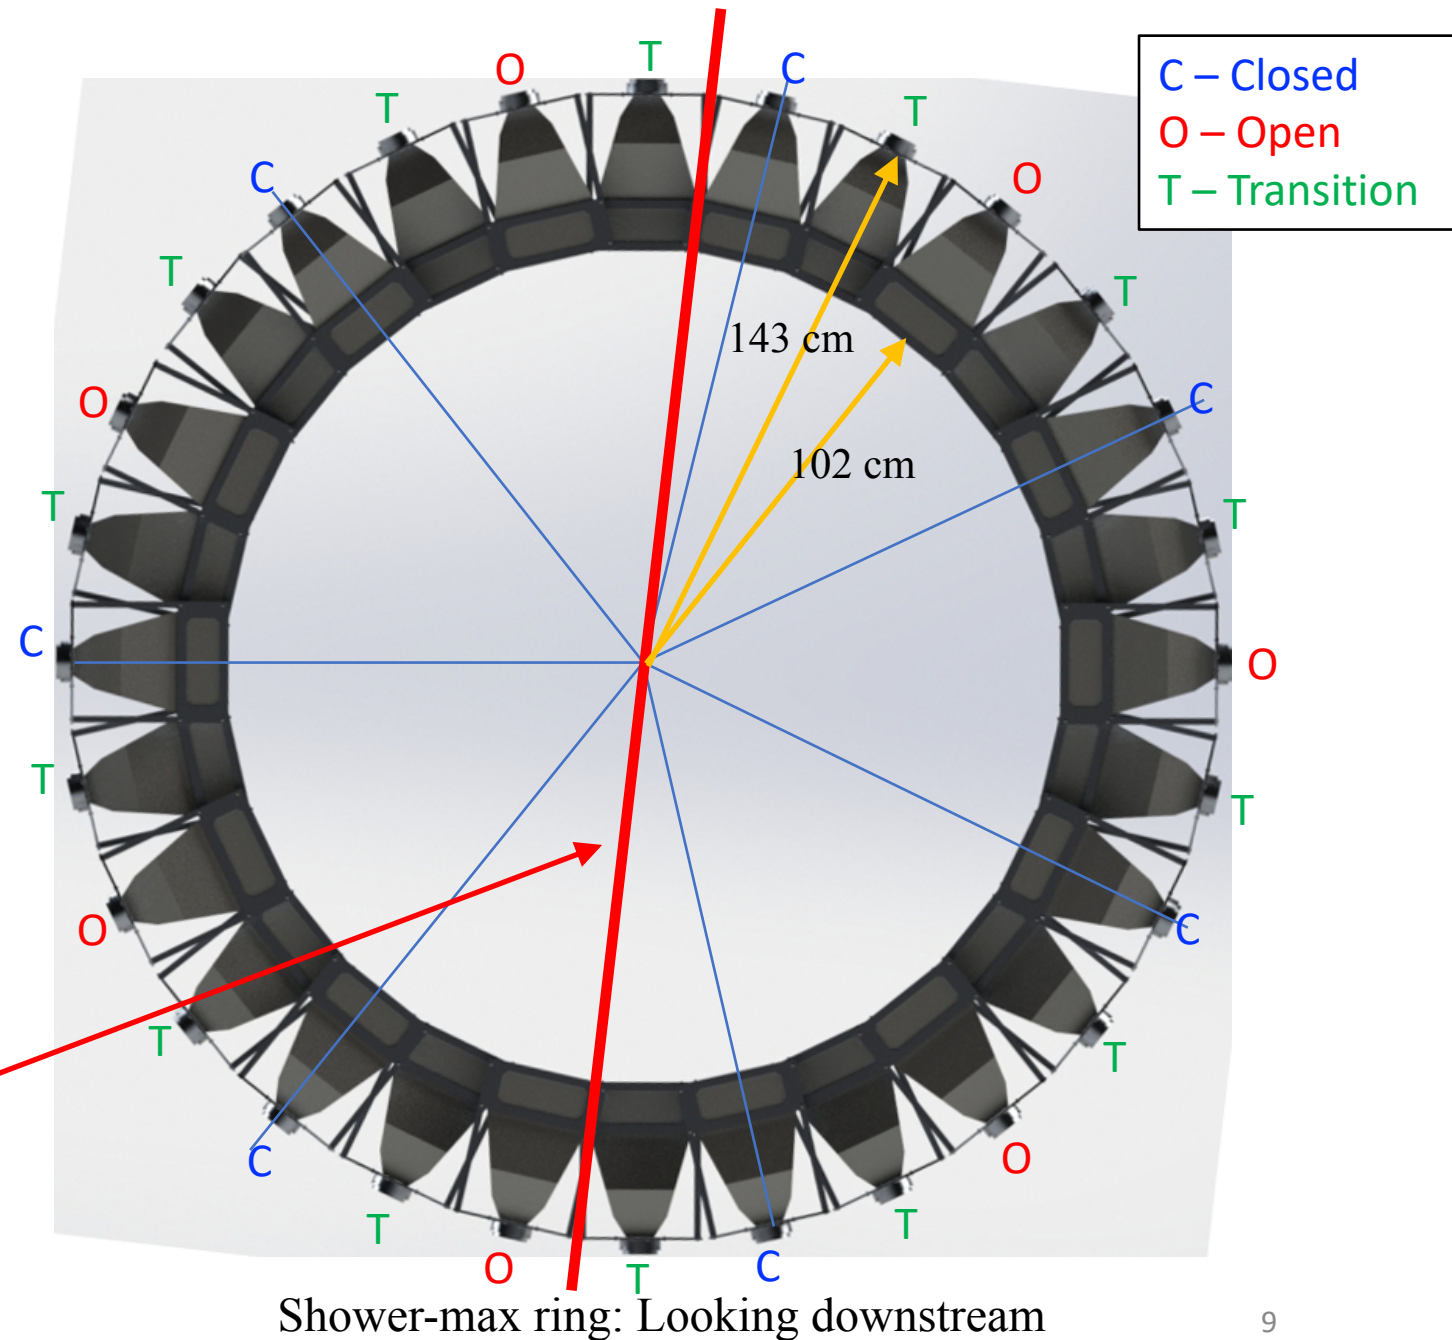 T
O
C
T
T
C
T
O
T
T
O
C
T
T
C
O
T
T
O
C
T
T
C
O
T
T
C
O
T
C – Closed
O – Open
T – Transition
143 cm
102 cm
Shower-max ring: Looking downstream
9